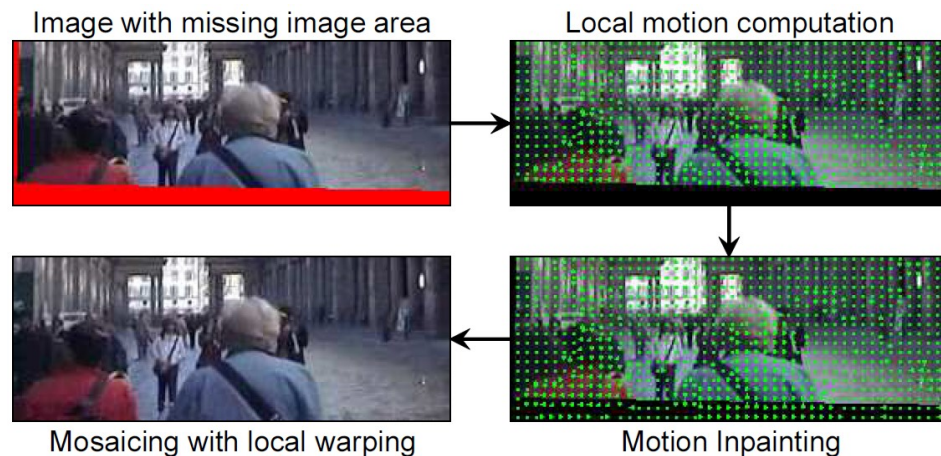 Image with missing image area
Local motion computation
Mosaicing with local warping
Motion Inpainting